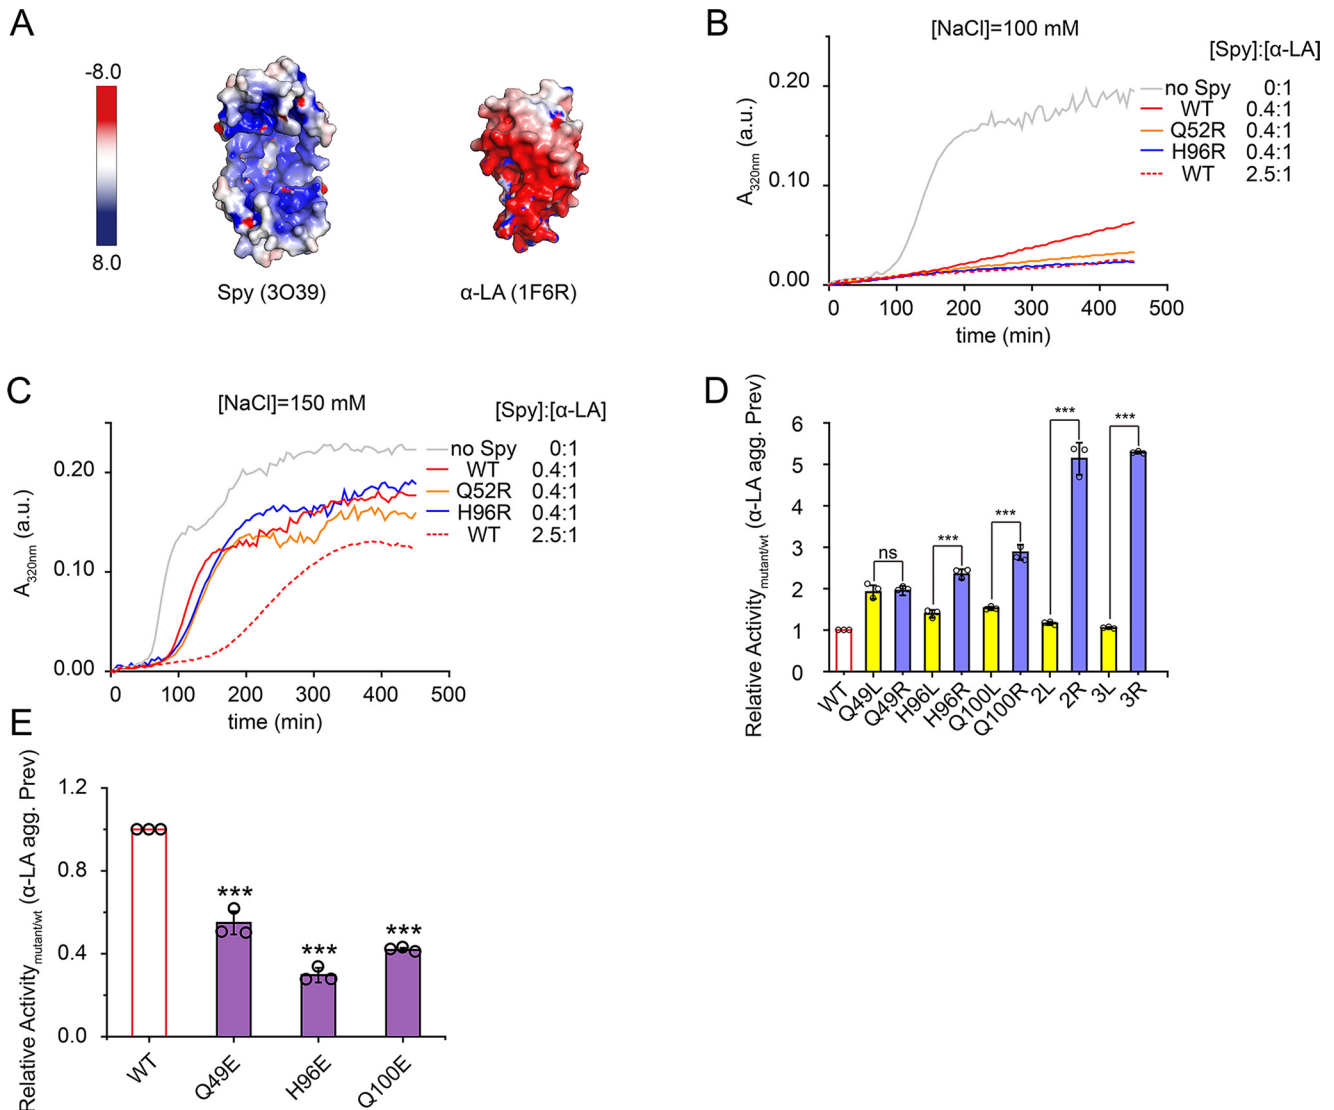 A
-8.0
8.0
Spy (3O39)
α-LA (1F6R)
B
[NaCl]=100 mM
[Spy]:[α-LA]
no Spy 0:1
WT 0.4:1
Q52R 0.4:1
H96R 0.4:1
WT 2.5:1
A320nm (a.u.)
0.20
0.10
0.00
0 100 200 300 400 500
time (min)
C
[NaCl]=150 mM
[Spy]:[α-LA]
no Spy 0:1
WT 0.4:1
Q52R 0.4:1
H96R 0.4:1
WT 2.5:1
A320nm (a.u.)
0.20
0.10
0.00
0 100 200 300 400 500
time (min)
D
Relative Activitymutant/wt (α-LA agg. Prev)
6
5
4
3
2
1
0
ns
***
***
***
***
WT Q49L Q49R H96L H96R Q100L Q100R 2L 2R 3L 3R
E
Relative Activitymutant/wt (α-LA agg. Prev)
1.2
0.8
0.4
0.0
***
***
***
WT Q49E H96E Q100E